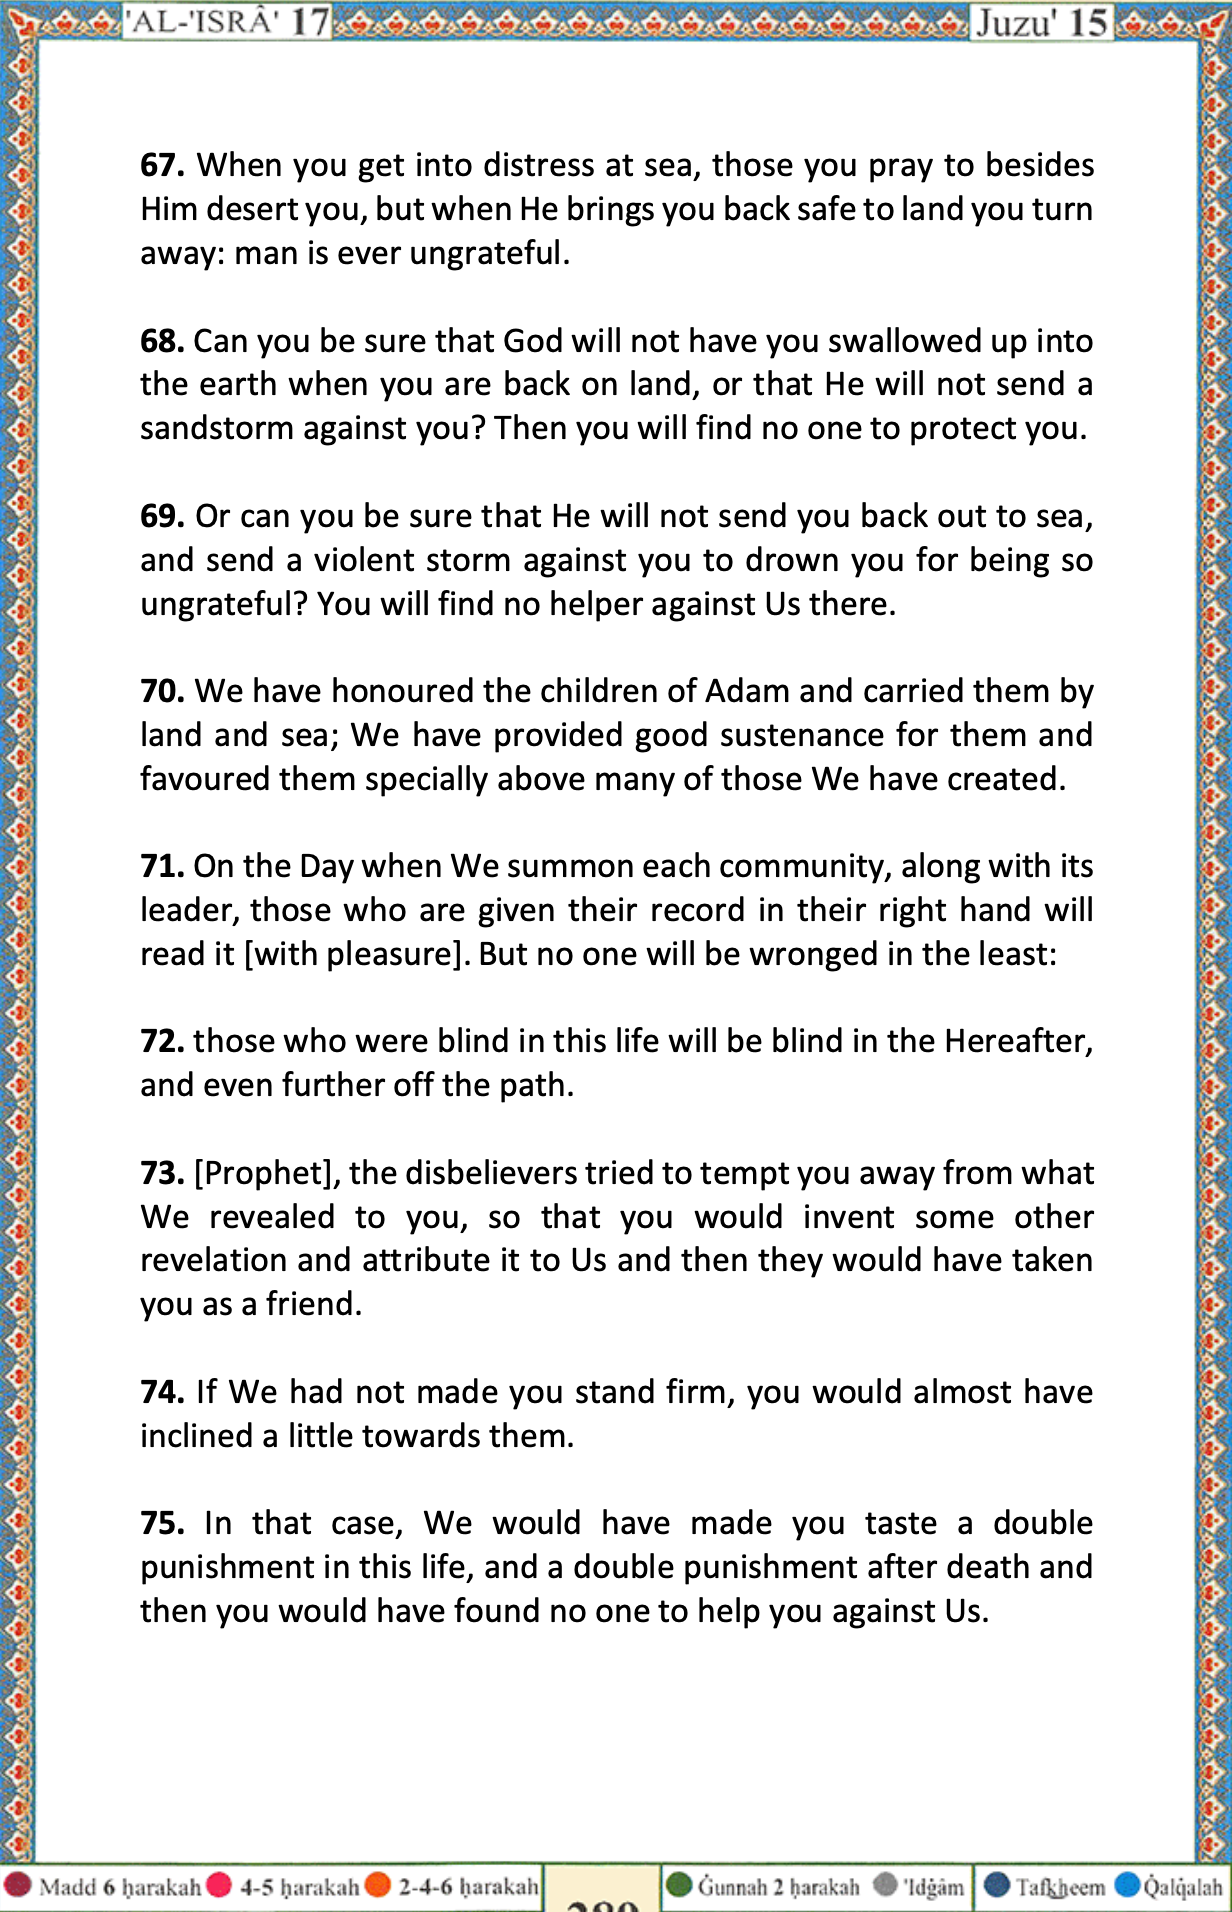 'AL-'ISRÂ' 17 Juzu' 15
67. When you get into distress at sea, those you pray to besides
Him desert you, but when He brings you back safe to land you turn
away: man is ever ungrateful.
68. Can you be sure that God will not have you swallowed up into
the earth when you are back on land, or that He will not send a
sandstorm against you? Then you will find no one to protect you.
69. Or can you be sure that He will not send you back out to sea,
and send a violent storm against you to drown you for being so
ungrateful? You will find no helper against Us there.
70. We have honoured the children of Adam and carried them by
land and sea; We have provided good sustenance for them and
favoured them specially above many of those We have created.
71. On the Day when We summon each community, along with its
leader, those who are given their record in their right hand will
read it [with pleasure]. But no one will be wronged in the least:
72. those who were blind in this life will be blind in the Hereafter,
and even further off the path.
73. [Prophet], the disbelievers tried to tempt you away from what
We revealed to you, so that you would invent some other
revelation and attribute it to Us and then they would have taken
you as a friend.
74. If We had not made you stand firm, you would almost have
inclined a little towards them.
75. In that case, We would have made you taste a double
punishment in this life, and a double punishment after death and
then you would have found no one to help you against Us.
Madd 6 ḥarakah 4-5 ḥarakah 2-4-6 ḥarakah Ġunnah 2 ḥarakah 'Idġâm Tafkheem Q̇alq̇alah